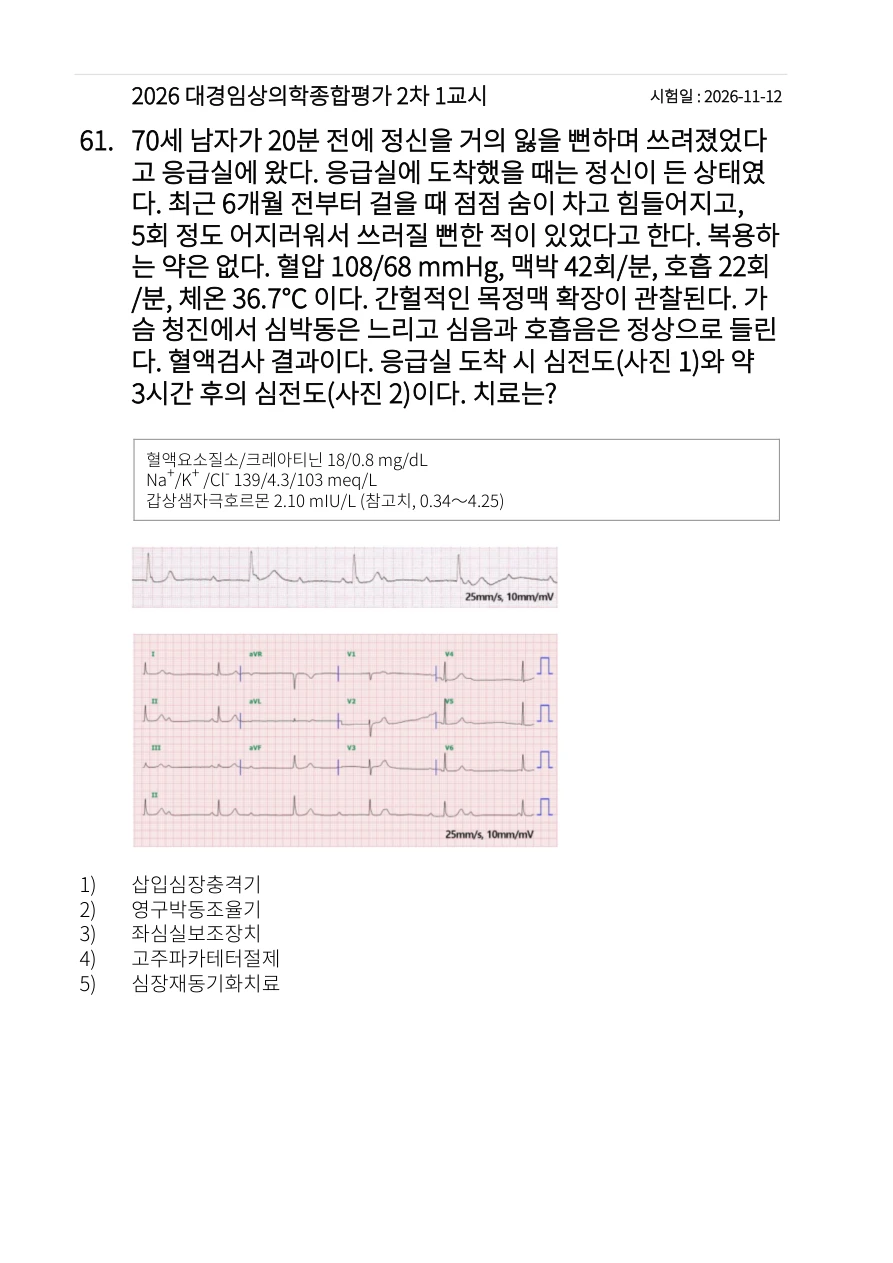 2026 대경임상의학종합평가 2차 1교시
시험일 : 2026-11-12
61. 70세 남자가 20분 전에 정신을 거의 잃을 뻔하며 쓰려졌었다
고 응급실에 왔다. 응급실에 도착했을 때는 정신이 든 상태였
다. 최근 6개월 전부터 걸을 때 점점 숨이 차고 힘들어지고,
5회 정도 어지러워서 쓰러질 뻔한 적이 있었다고 한다. 복용하
는 약은 없다. 혈압 108/68 mmHg, 맥박 42회/분, 호흡 22회
/분, 체온 36.7℃ 이다. 간헐적인 목정맥 확장이 관찰된다. 가
슴 청진에서 심박동은 느리고 심음과 호흡음은 정상으로 들린
다. 혈액검사 결과이다. 응급실 도착 시 심전도(사진 1)와 약
3시간 후의 심전도(사진 2)이다. 치료는?
혈액요소질소/크레아티닌 18/0.8 mg/dL
Na+/K+ /Cl- 139/4.3/103 meq/L
갑상샘자극호르몬 2.10 mIU/L (참고치, 0.34～4.25)
25mm/s, 10mm/mV
I aVR V1 V4
II aVL V2 V5
III aVF V3 V6
II
25mm/s, 10mm/mV
1) 삽입심장충격기
2) 영구박동조율기
3) 좌심실보조장치
4) 고주파카테터절제
5) 심장재동기화치료